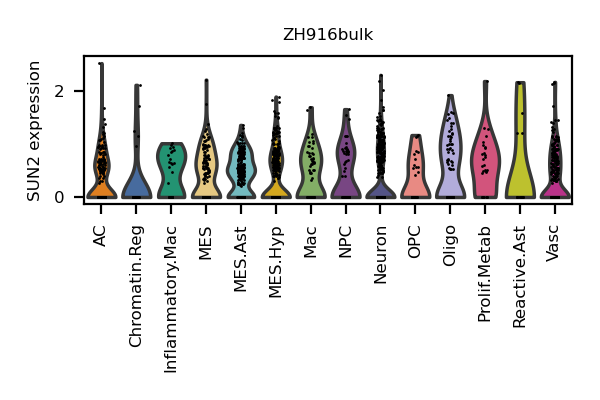 ZH916bulk
SUN2 expression
2
0
AC
Chromatin.Reg
Inflammatory.Mac
MES
MES.Ast
MES.Hyp
Mac
NPC
Neuron
OPC
Oligo
Prolif.Metab
Reactive.Ast
Vasc